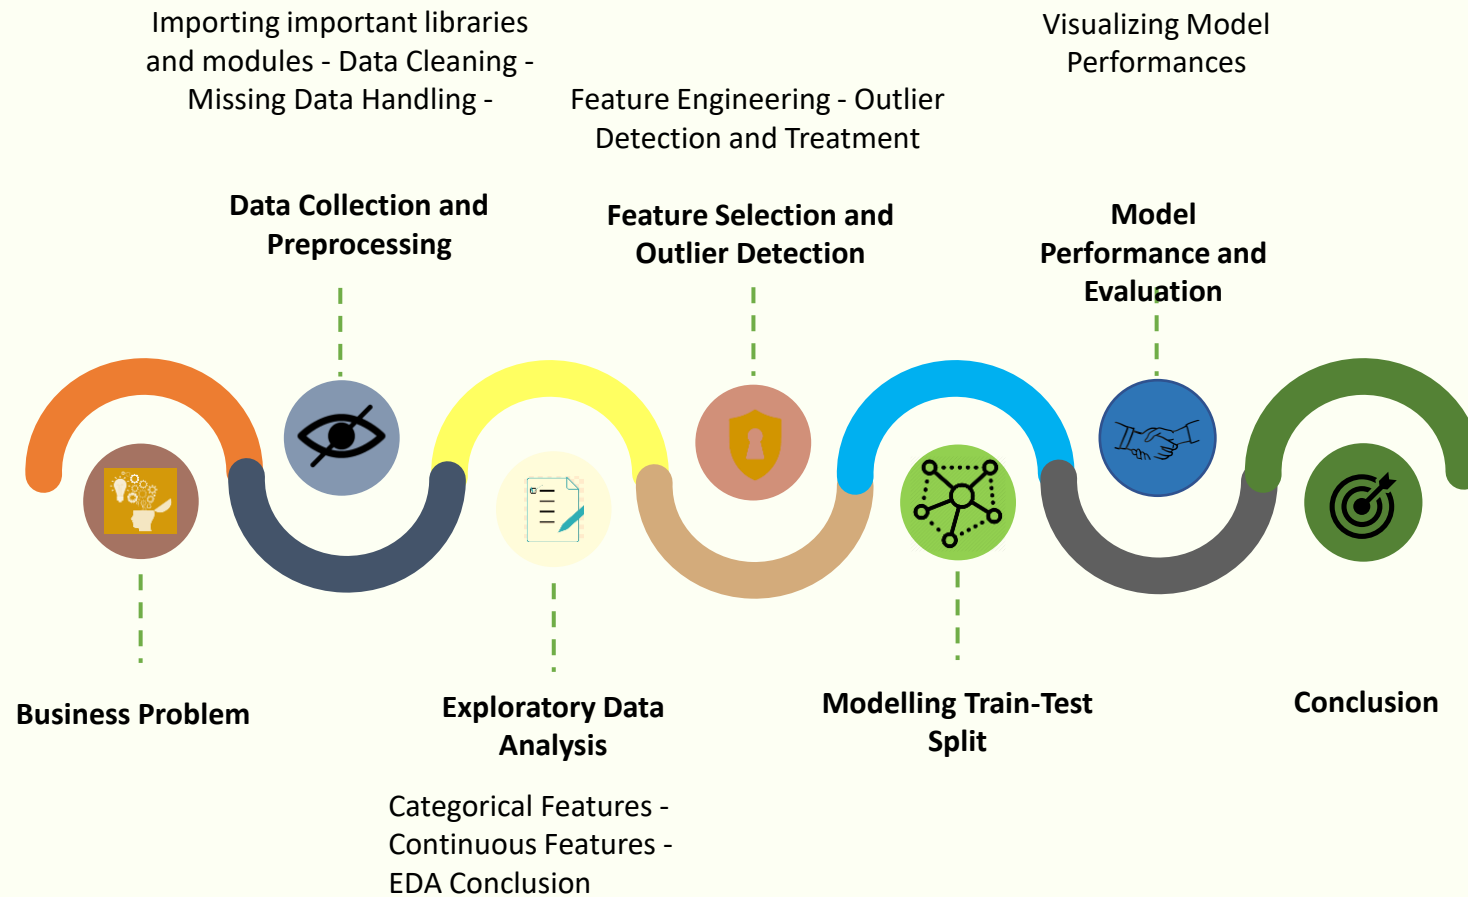 Importing important libraries
and modules - Data Cleaning -
Missing Data Handling -
Feature Engineering - Outlier
Detection and Treatment
Visualizing Model
Performances
Data Collection and
Preprocessing
Feature Selection and
Outlier Detection
Model
Performance and
Evaluation
Business Problem
Exploratory Data
Analysis
Modelling Train-Test
Split
Conclusion
Categorical Features -
Continuous Features -
EDA Conclusion